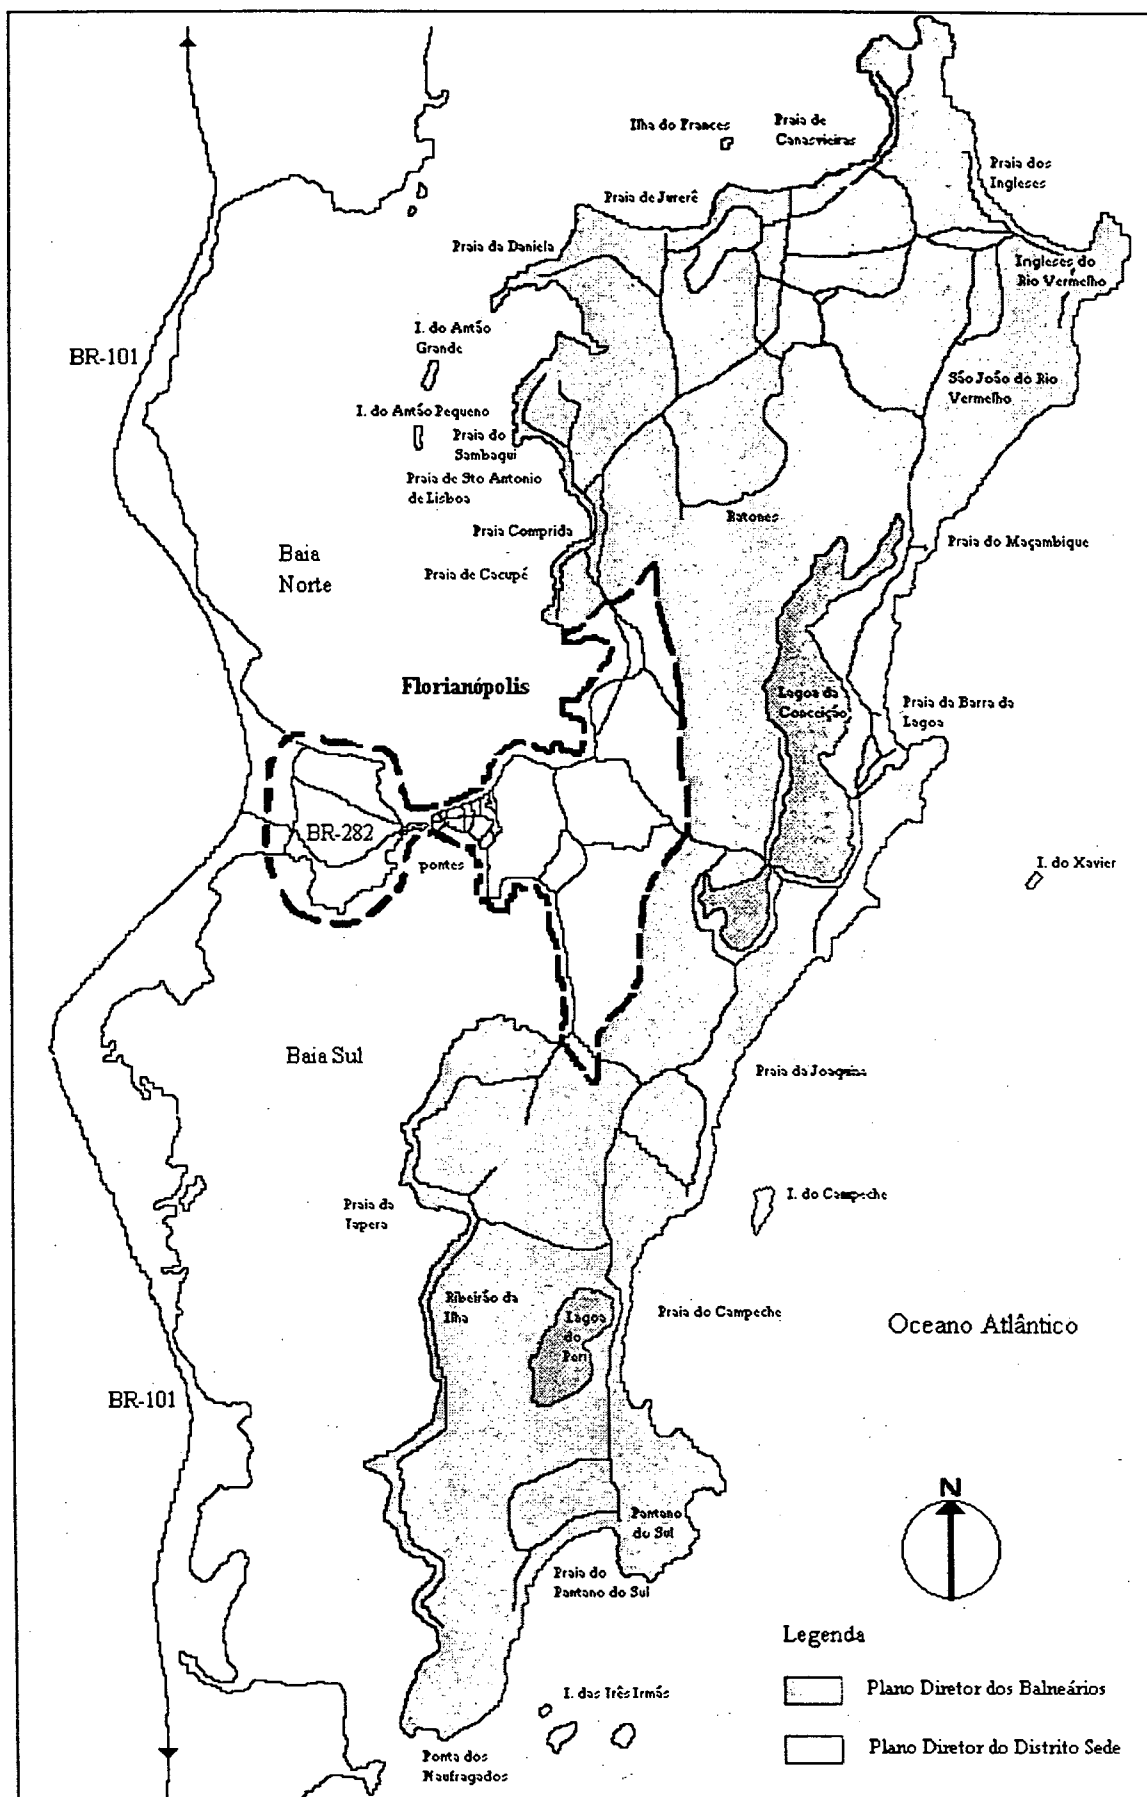 Ilha do Frances
Praia de
Canasvieiras
Praia dos
Ingleses
Praia de Jurerê
Praia da Daniela
Ingleses do
Rio Vermelho
I. do Antão
Grande
BR-101
São João do Rio
Vermelho
I. do Antão Pequeno
Praia do
Sambaqui
Praia de Sto Antonio
de Lisboa
Ratones
Praia Comprida
Praia do Maçambique
Baia
Norte
Praia de Cacupé
Florianópolis
Lagoa da
Conceição
Praia da Barra da
Lagoa
BR-282
pontes
I. do Xavier
Baia Sul
Praia da Joaquina
I. do Campeche
Praia da
Tapera
Ribeirão da
Ilha
Lagoa
do
Peri
Praia do Campeche
Oceano Atlântico
BR-101
N
Pantano
do Sul
Praia do
Pantano do Sul
Legenda
Plano Diretor dos Balneários
I. das Três Irmãs
Plano Diretor do Distrito Sede
Ponta dos
Naufragados